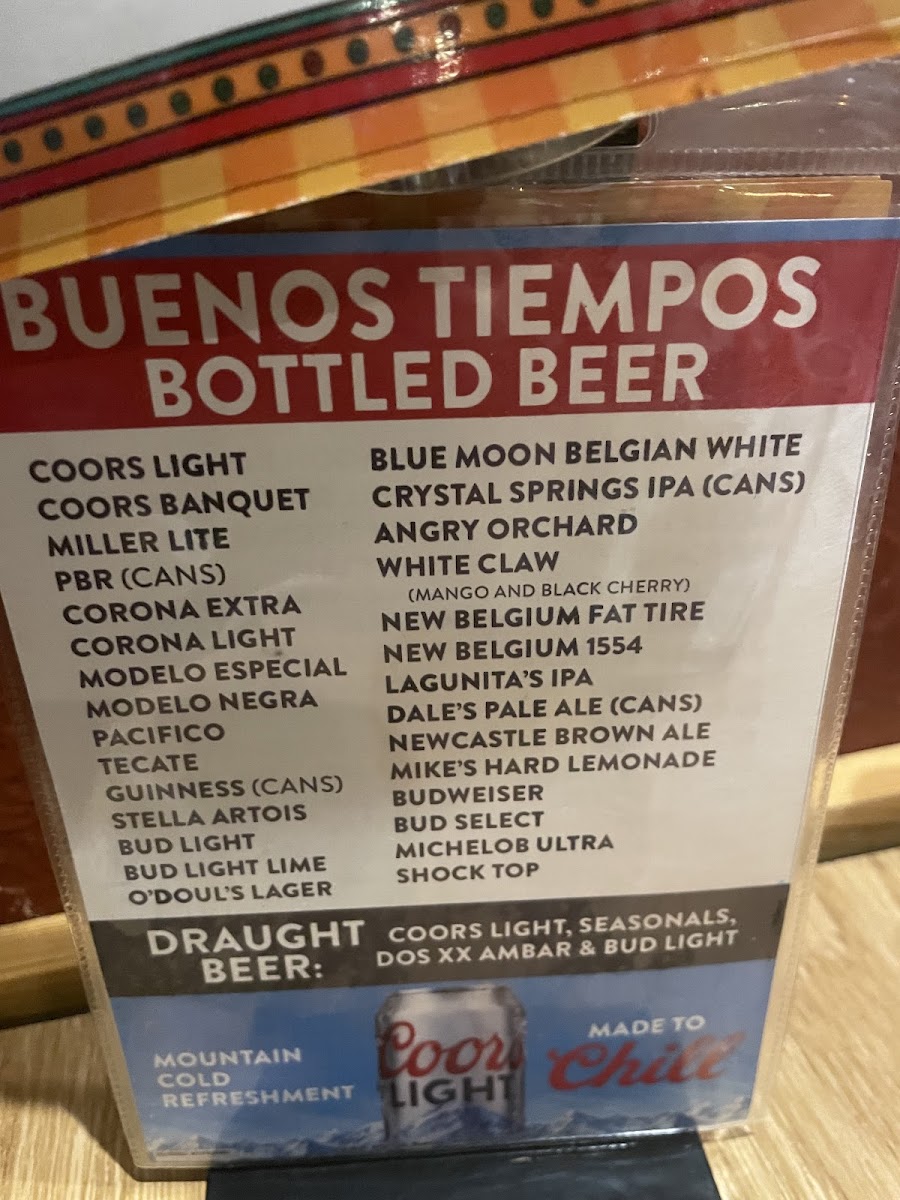 BUENOS TIEMPOS
BOTTLED BEER
COORS LIGHT
COORS BANQUET
MILLER LITE
PBR (CANS)
CORONA EXTRA
CORONA LIGHT
MODELO ESPECIAL
MODELO NEGRA
PACIFICO
TECATE
GUINNESS (CANS)
STELLA ARTOIS
BUD LIGHT
BUD LIGHT LIME
O'DOUL'S LAGER
BLUE MOON BELGIAN WHITE
CRYSTAL SPRINGS IPA (CANS)
ANGRY ORCHARD
WHITE CLAW
(MANGO AND BLACK CHERRY)
NEW BELGIUM FAT TIRE
NEW BELGIUM 1554
LAGUNITA'S IPA
DALE'S PALE ALE (CANS)
NEWCASTLE BROWN ALE
MIKE'S HARD LEMONADE
BUDWEISER
BUD SELECT
MICHELOB ULTRA
SHOCK TOP
DRAUGHT
BEER:
COORS LIGHT, SEASONALS,
DOS XX AMBAR & BUD LIGHT
MOUNTAIN
COLD
REFRESHMENT
Coors
LIGHT
MADE TO
Chill